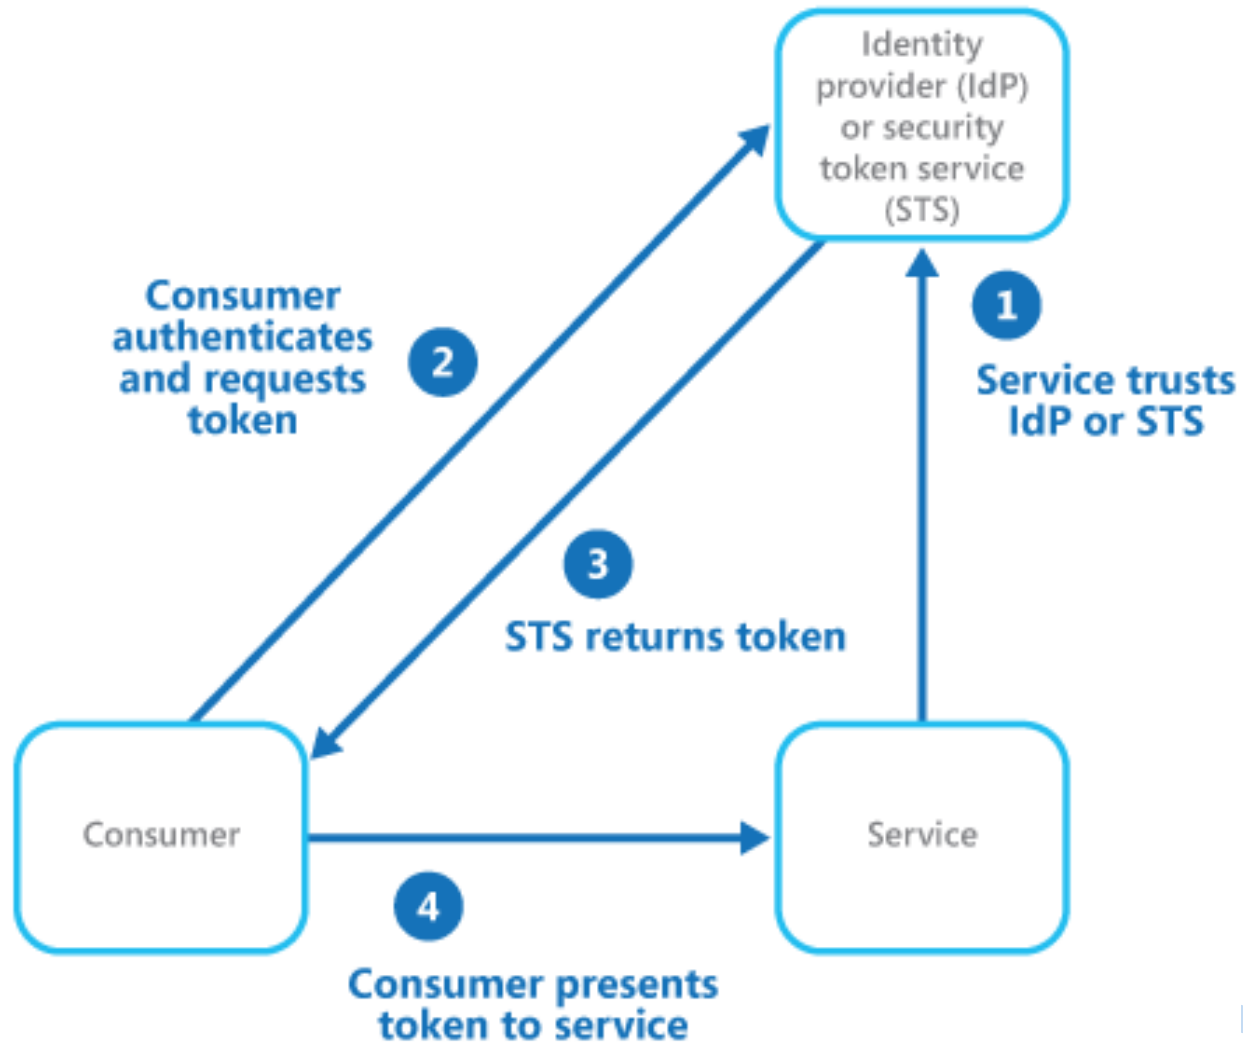 Identity
provider (IdP)
or security
token service
(STS)
1
Service trusts
IdP or STS
Consumer
authenticates
and requests
token
2
3
STS returns token
Consumer
Service
4
Consumer presents
token to service